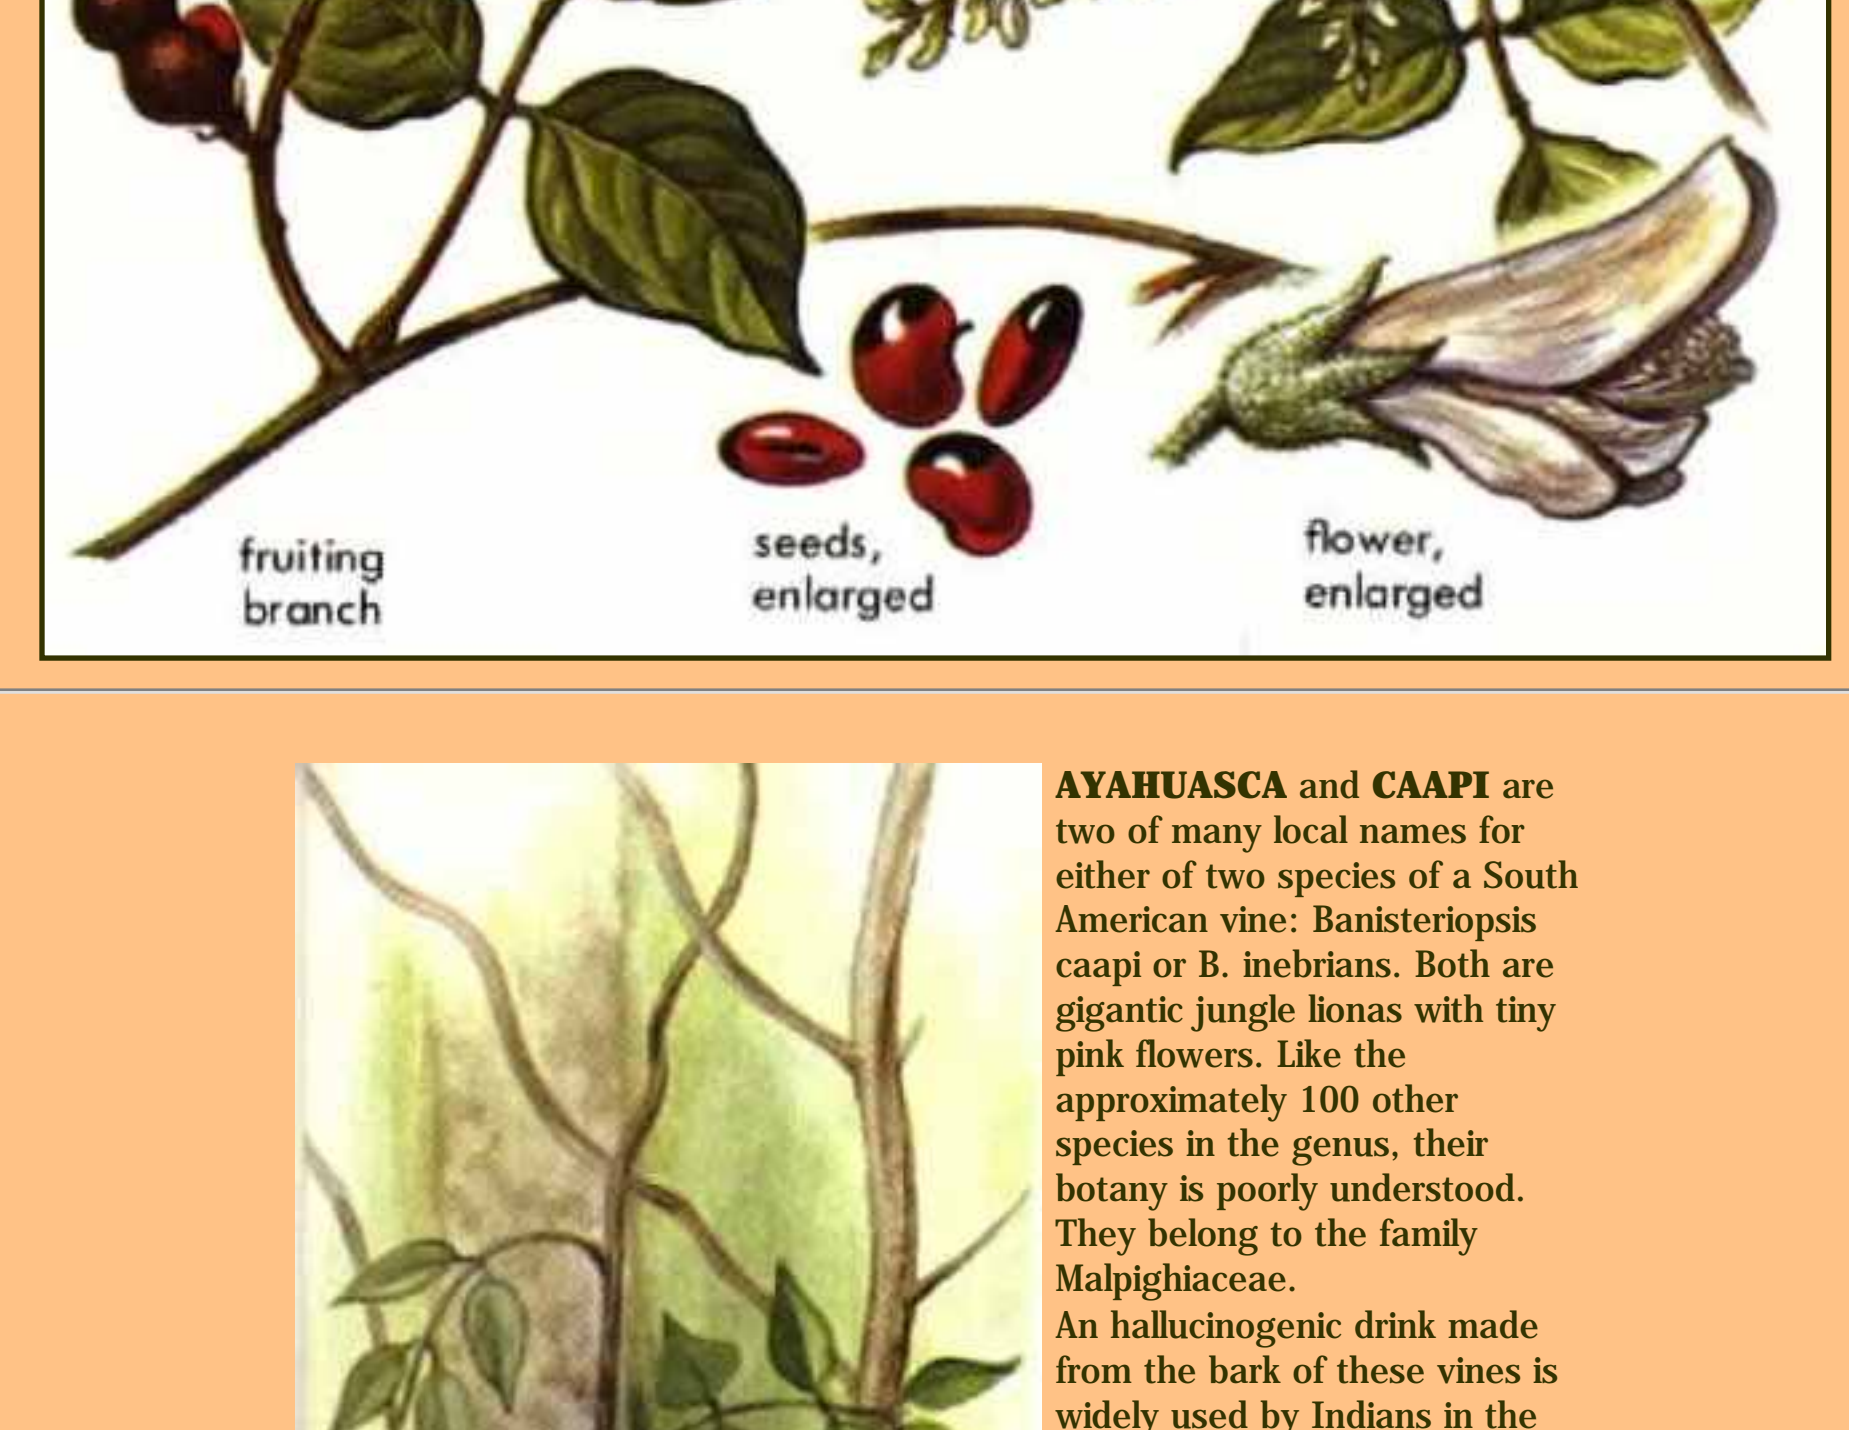 fruiting
branch
seeds,
enlarged
flower,
enlarged
AYAHUASCA and CAAPI are
two of many local names for
either of two species of a South
American vine: Banisteriopsis
caapi or B. inebrians. Both are
gigantic jungle lionas with tiny
pink flowers. Like the
approximately 100 other
species in the genus, their
botany is poorly understood.
They belong to the family
Malpighiaceae.
An hallucinogenic drink made
from the bark of these vines is
widely used by Indians in the